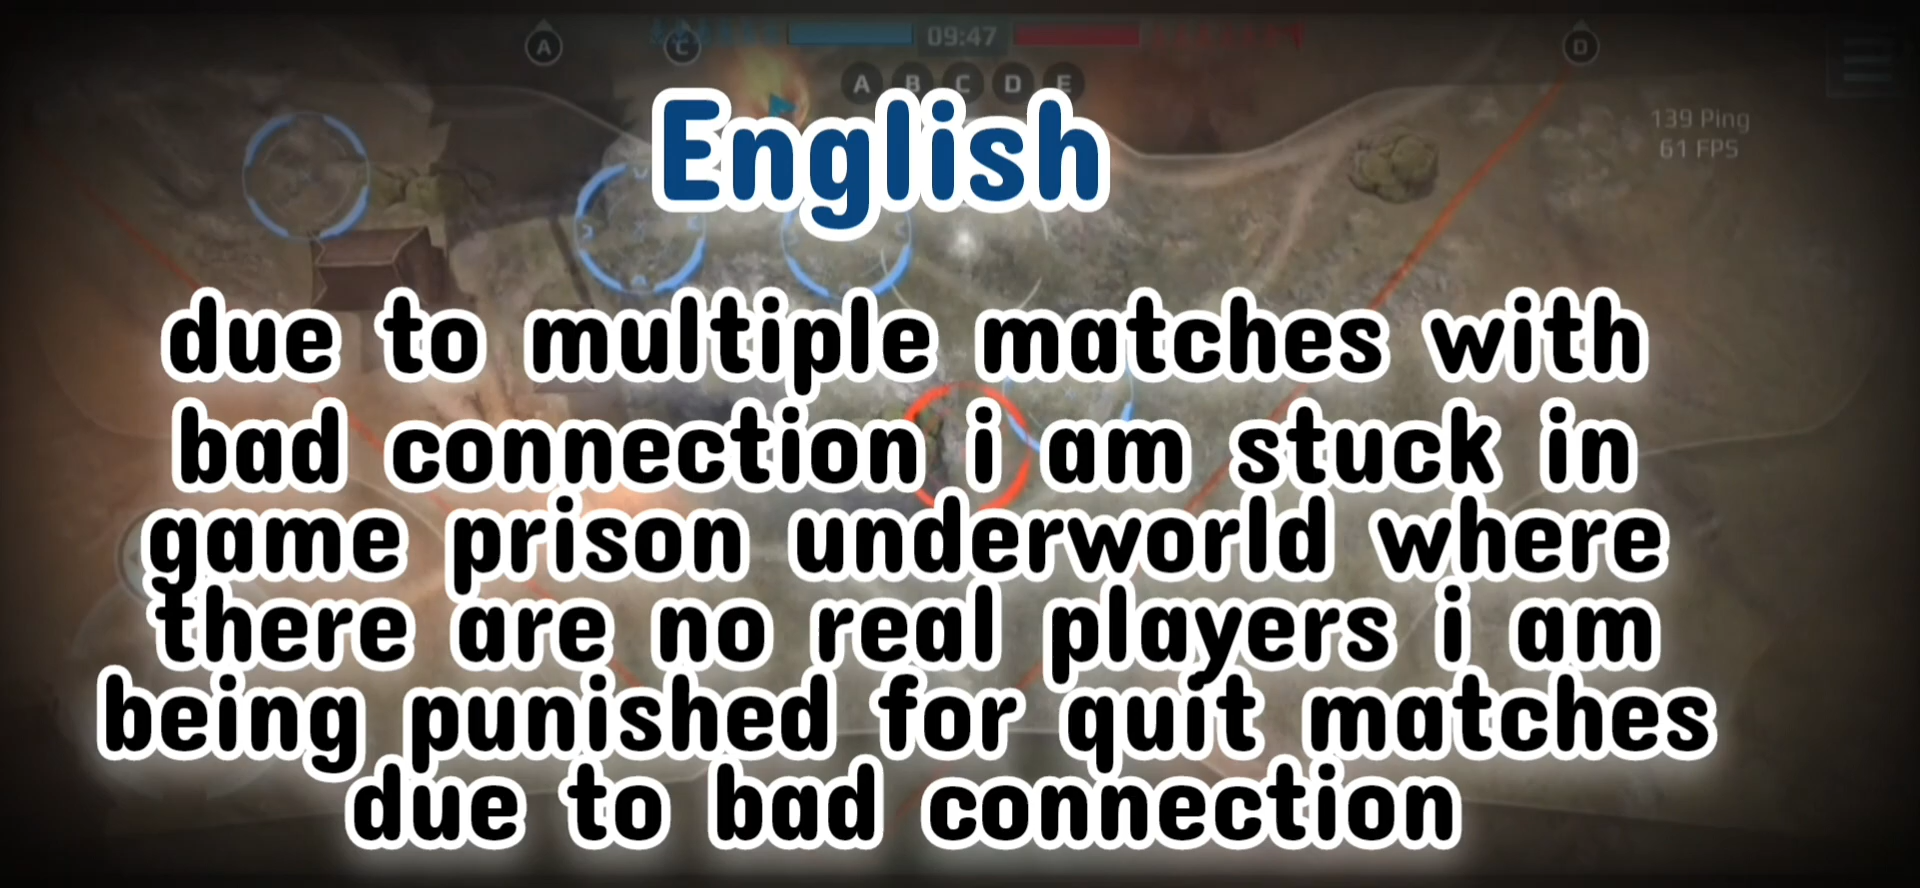 A C 09:47 D
A B C D E
139 Ping
61 FPS
English
due to multiple matches with
bad connection i am stuck in
game prison underworld where
there are no real players i am
being punished for quit matches
due to bad connection